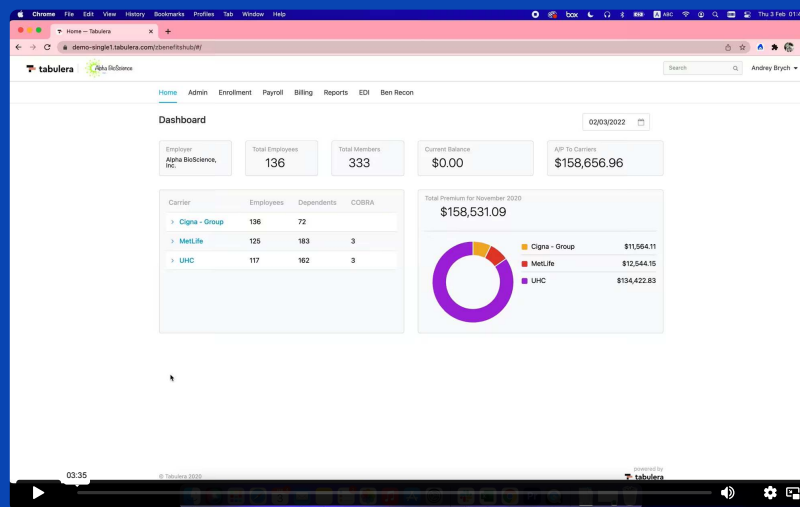 Chrome File Edit View History Bookmarks Profiles Tab Window Help box ABC Thu 3 Feb
Home — Tabulera
demo-single1.tabulera.com/zbenefitshub/#/
tabulera Alpha BioScience Search Andrey Brych
Home Admin Enrollment Payroll Billing Reports EDI Ben Recon
Dashboard 02/03/2022
Employer Total Employees Total Members Current Balance A/P To Carriers
Alpha BioScience, Inc. 136 333 $0.00 $158,656.96
Carrier Employees Dependents COBRA
Cigna - Group 136 72
MetLife 125 183 3
UHC 117 162 3
Total Premium for November 2020
$158,531.09
Cigna - Group $11,564.11
MetLife $12,544.15
UHC $134,422.83
powered by
© Tabulera 2020 tabulera
03:35